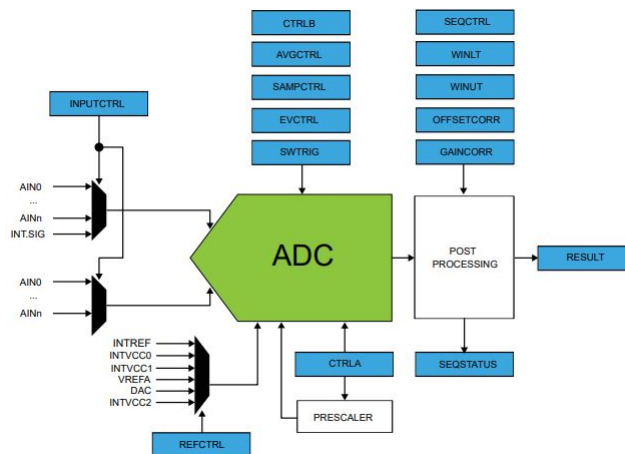 CTRLB
SEQCTRL
AVGCTRL
WINLT
SAMPCTRL
WINUT
INPUTCTRL
EVCTRL
OFFSETCORR
SWTRIG
GAINCORR
AIN0
...
AINn
INT.SIG
ADC
POST
PROCESSING
RESULT
AIN0
...
AINn
INTREF
INTVCC0
INTVCC1
VREFA
DAC
INTVCC2
CTRLA
SEQSTATUS
PRESCALER
REFCTRL